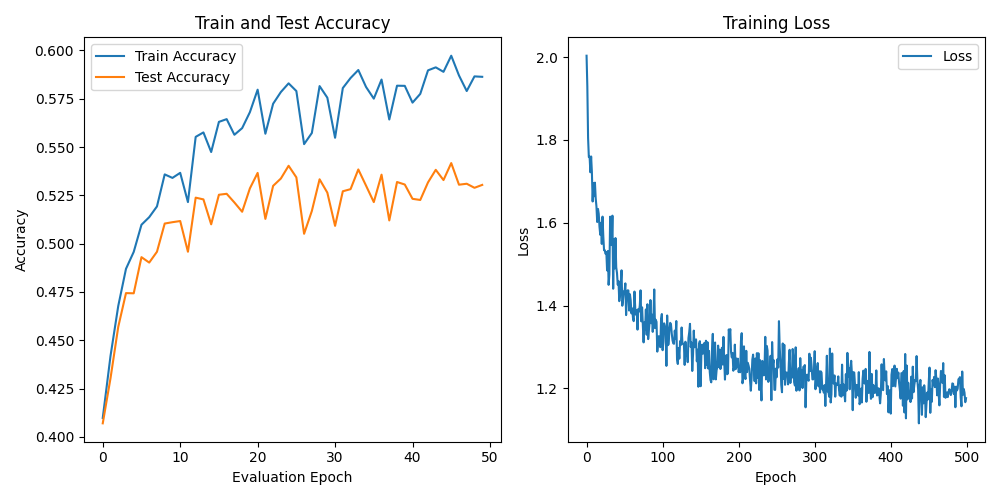 Train and Test Accuracy
Train Accuracy
Test Accuracy
0.600
0.575
0.550
0.525
0.500
0.475
0.450
0.425
0.400
Accuracy
0 10 20 30 40 50
Evaluation Epoch
Training Loss
Loss
2.0
1.8
1.6
1.4
1.2
Loss
0 100 200 300 400 500
Epoch